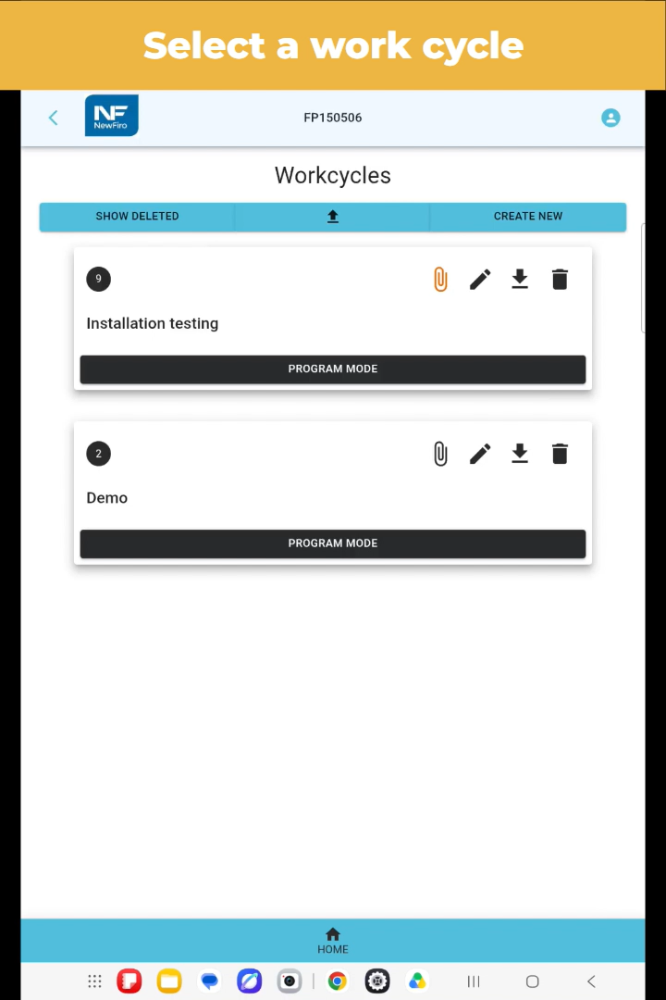 Select a work cycle
NF
NewFiro
FP150506
Workcycles
SHOW DELETED
CREATE NEW
9
Installation testing
PROGRAM MODE
2
Demo
PROGRAM MODE
HOME